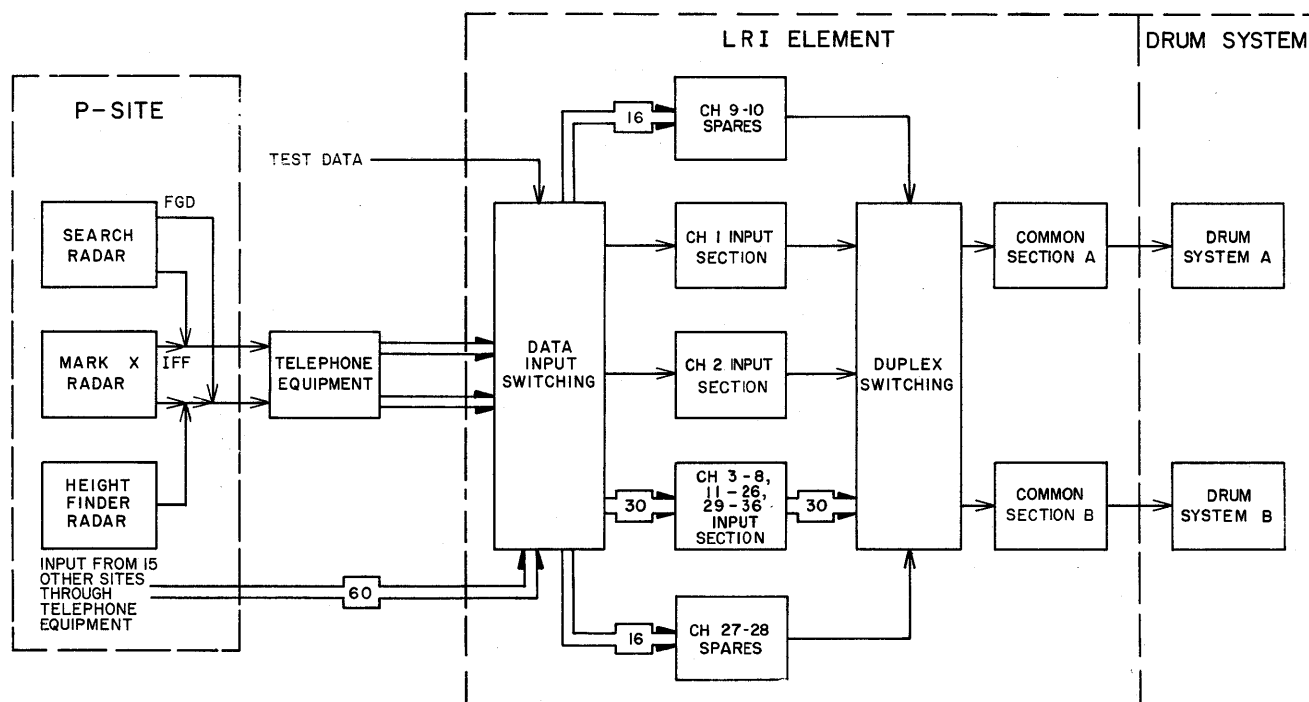 LRI ELEMENT
DRUM SYSTEM
P-SITE
TEST DATA
16
CH 9-10
SPARES
FGD
SEARCH
RADAR
CH 1 INPUT
SECTION
COMMON
SECTION A
DRUM
SYSTEM A
MARK X
RADAR
IFF
TELEPHONE
EQUIPMENT
DATA
INPUT
SWITCHING
CH 2 INPUT
SECTION
DUPLEX
SWITCHING
HEIGHT
FINDER
RADAR
30
CH 3-8,
11-26,
29-36
INPUT
SECTION
30
COMMON
SECTION B
DRUM
SYSTEM B
INPUT FROM 15
OTHER SITES
THROUGH
TELEPHONE
EQUIPMENT
60
16
CH 27-28
SPARES